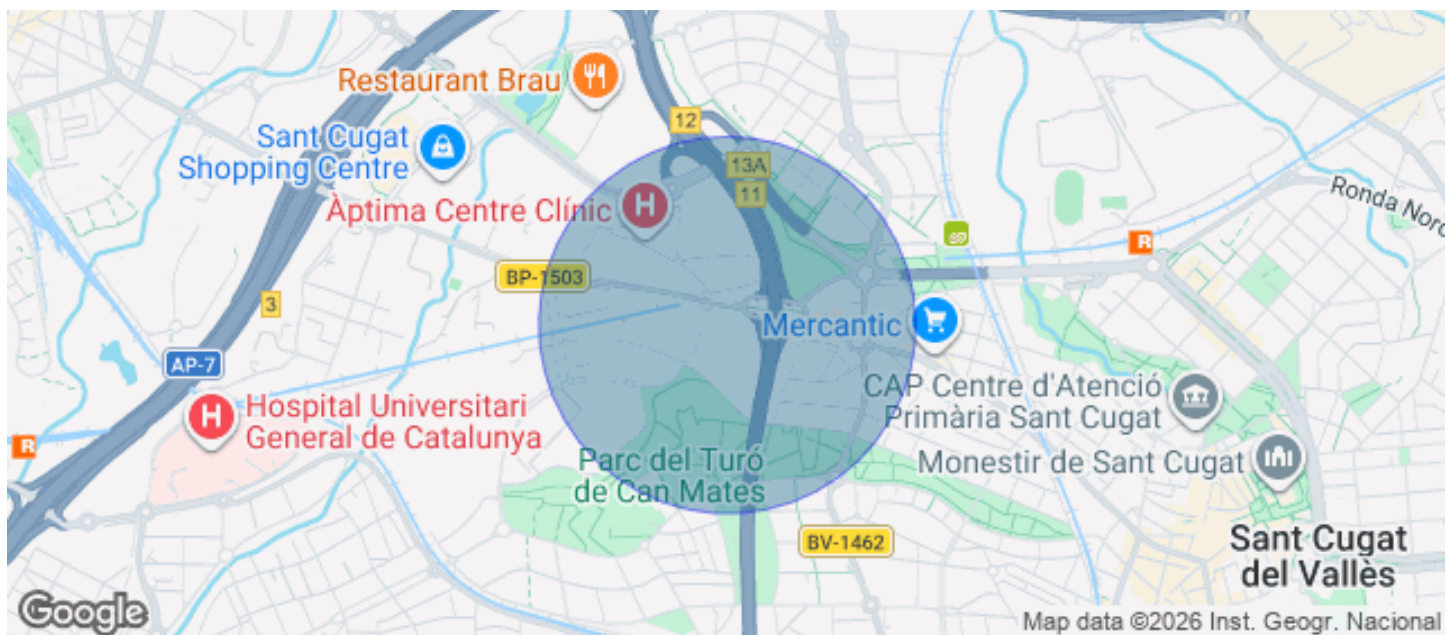 Restaurant Brau
12
Sant Cugat
Shopping Centre
13A
11
Àptima Centre Clínic
H
Ronda Nord
R
BP-1503
3
Mercantic
AP-7
CAP Centre d'Atenció
Primària Sant Cugat
H
Hospital Universitari
General de Catalunya
R
Parc del Turó
de Can Mates
Monestir de Sant Cugat
BV-1462
Sant Cugat
del Vallès
Google
Map data ©2026 Inst. Geogr. Nacional